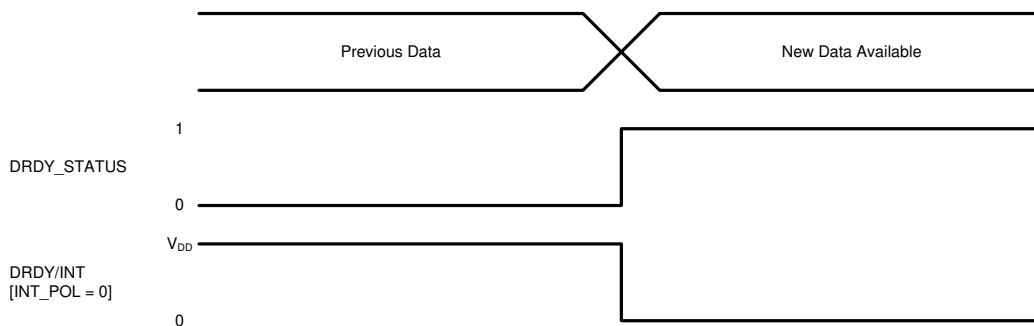 Previous Data
New Data Available
1
DRDY_STATUS
0
VDD
DRDY/INT
[INT_POL = 0]
0